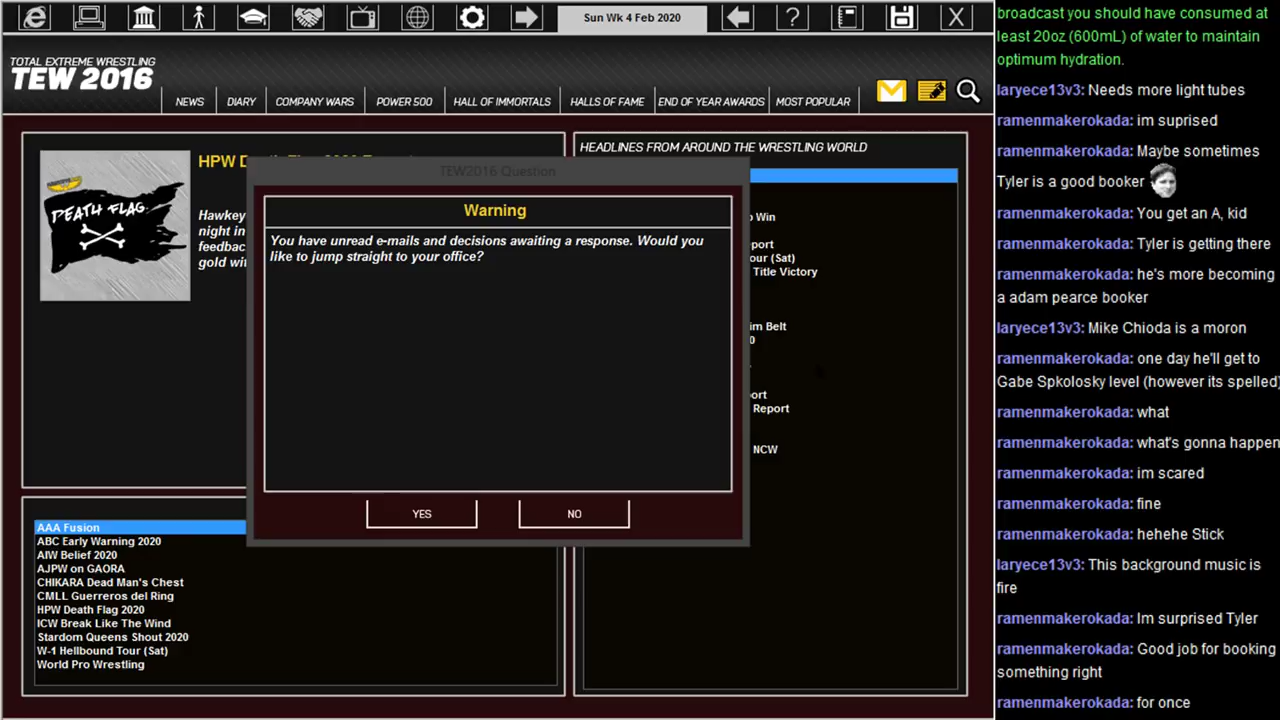 Sun Wk 4 Feb 2020
TOTAL EXTREME WRESTLING
TEW 2016
NEWS
DIARY
COMPANY WARS
POWER 500
HALL OF IMMORTALS
HALLS OF FAME
END OF YEAR AWARDS
MOST POPULAR
HPW D
DEATH FLAG
Hawkey
night in
feedbac
gold wit
HEADLINES FROM AROUND THE WRESTLING WORLD
Win
port
our (Sat)
Title Victory
im Belt
0
ort
Report
NCW
TEW2016 Question
Warning
You have unread e-mails and decisions awaiting a response. Would you
like to jump straight to your office?
YES
NO
AAA Fusion
ABC Early Warning 2020
AIW Belief 2020
AJPW on GAORA
CHIKARA Dead Man's Chest
CMLL Guerreros del Ring
HPW Death Flag 2020
ICW Break Like The Wind
Stardom Queens Shout 2020
W-1 Hellbound Tour (Sat)
World Pro Wrestling
broadcast you should have consumed at
least 20oz (600mL) of water to maintain
optimum hydration.
laryece13v3: Needs more light tubes
ramenmakerokada: im suprised
ramenmakerokada: Maybe sometimes
Tyler is a good booker
ramenmakerokada: You get an A, kid
ramenmakerokada: Tyler is getting there
ramenmakerokada: he's more becoming
a adam pearce booker
laryece13v3: Mike Chioda is a moron
ramenmakerokada: one day he'll get to
Gabe Spkolosky level (however its spelled)
ramenmakerokada: what
ramenmakerokada: what's gonna happen
ramenmakerokada: im scared
ramenmakerokada: fine
ramenmakerokada: hehehe Stick
laryece13v3: This background music is
fire
ramenmakerokada: Im surprised Tyler
ramenmakerokada: Good job for booking
something right
ramenmakerokada: for once